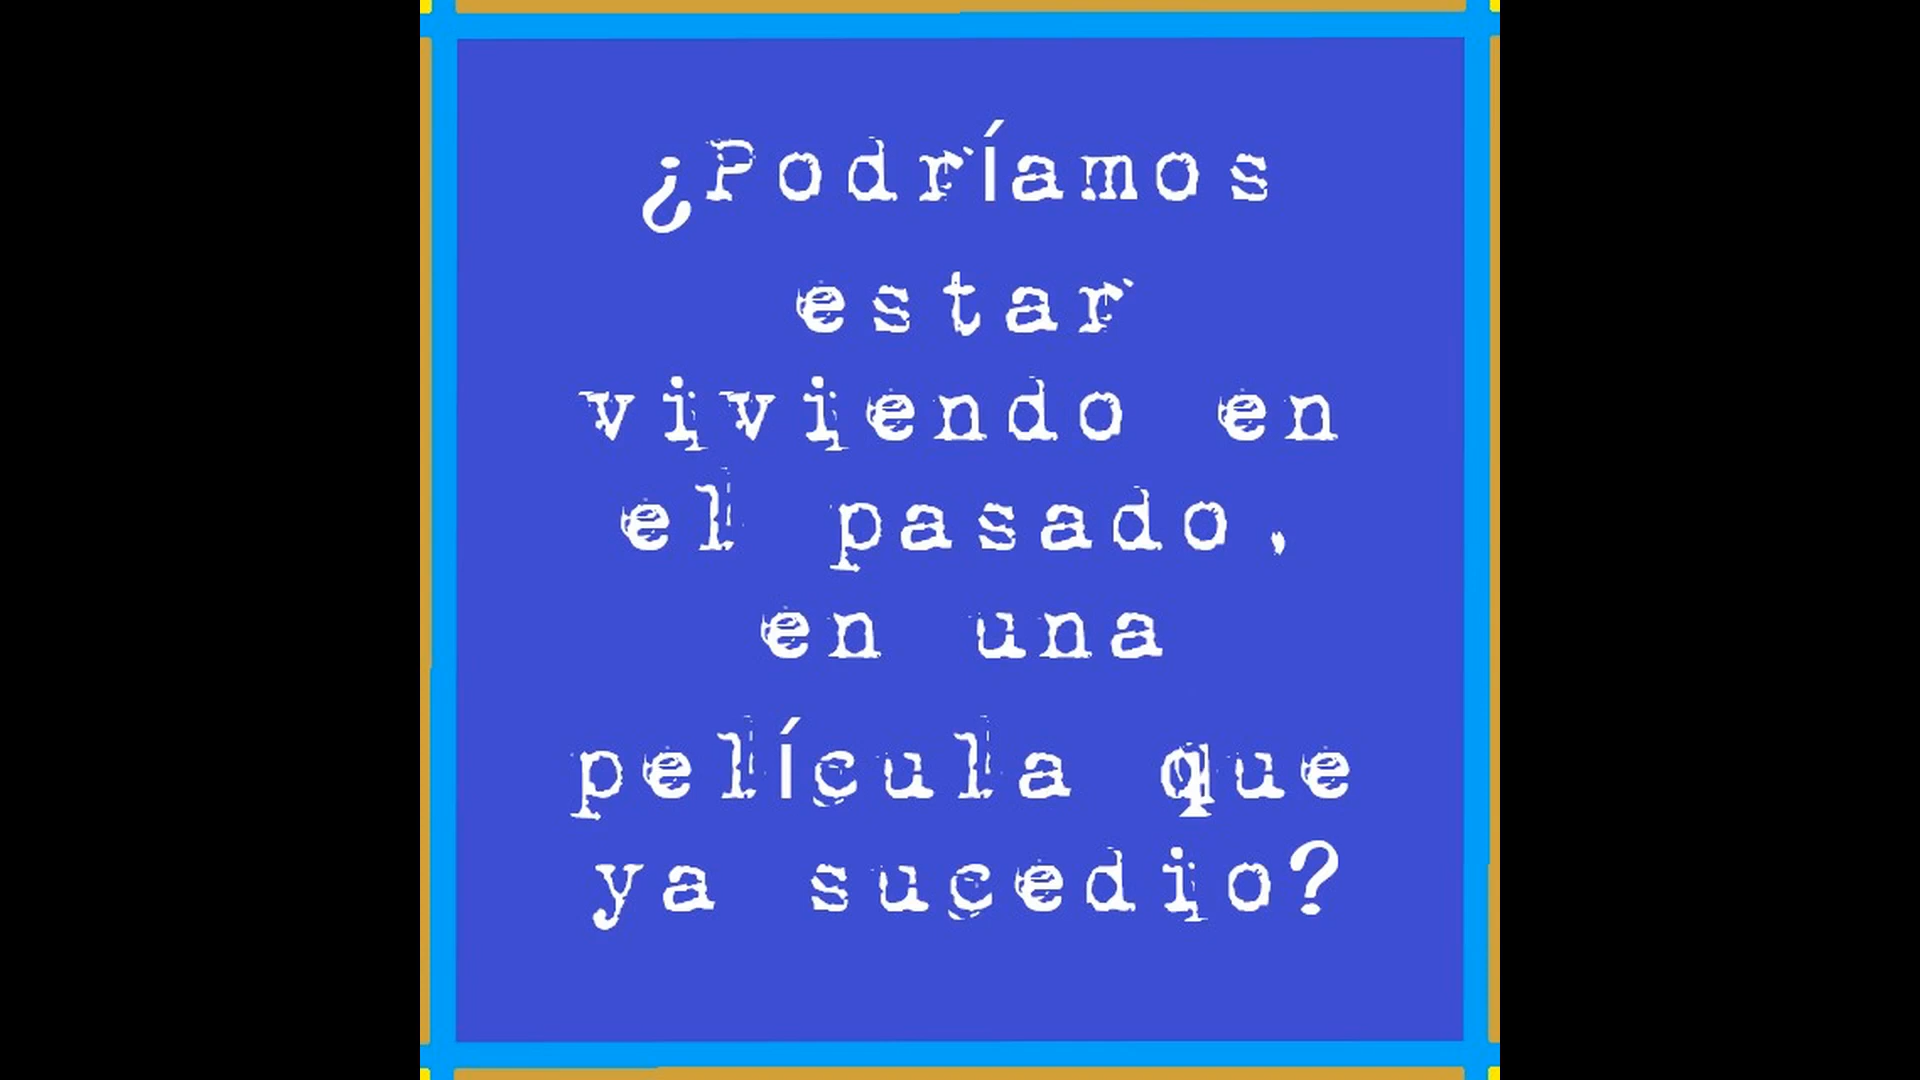 ¿Podríamos
estar
viviendo en
el pasado,
en una
película que
ya sucedio?